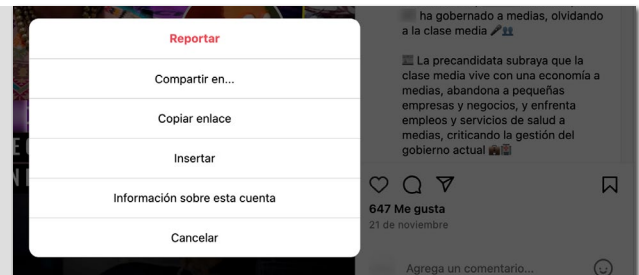 Reportar
Compartir en...
Copiar enlace
Insertar
Información sobre esta cuenta
Cancelar
ha gobernado a medias, olvidando
a la clase media 🎤👥
📰 La precandidata subraya que la
clase media vive con una economía a
medias, abandona a pequeñas
empresas y negocios, y enfrenta
empleos y servicios de salud a
medias, criticando la gestión del
gobierno actual 💼🏥
647 Me gusta
21 de noviembre
Agrega un comentario...